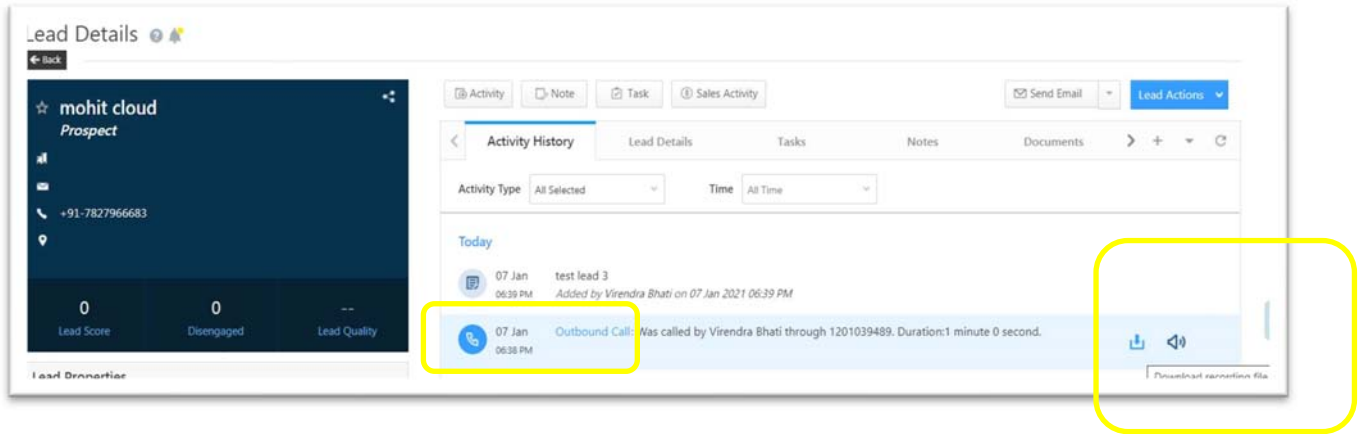 Lead Details
Back
mohit cloud
Prospect
+91-7827966683
0 0 --
Lead Score Disengaged Lead Quality
Lead Properties
Activity Note Task Sales Activity Send Email Lead Actions
Activity History Lead Details Tasks Notes Documents
Activity Type All Selected Time All Time
Today
07 Jan test lead 3
06:39 PM Added by Virendra Bhati on 07 Jan 2021 06:39 PM
07 Jan Outbound Call: Was called by Virendra Bhati through 1201039489. Duration:1 minute 0 second.
06:38 PM
Download recording file